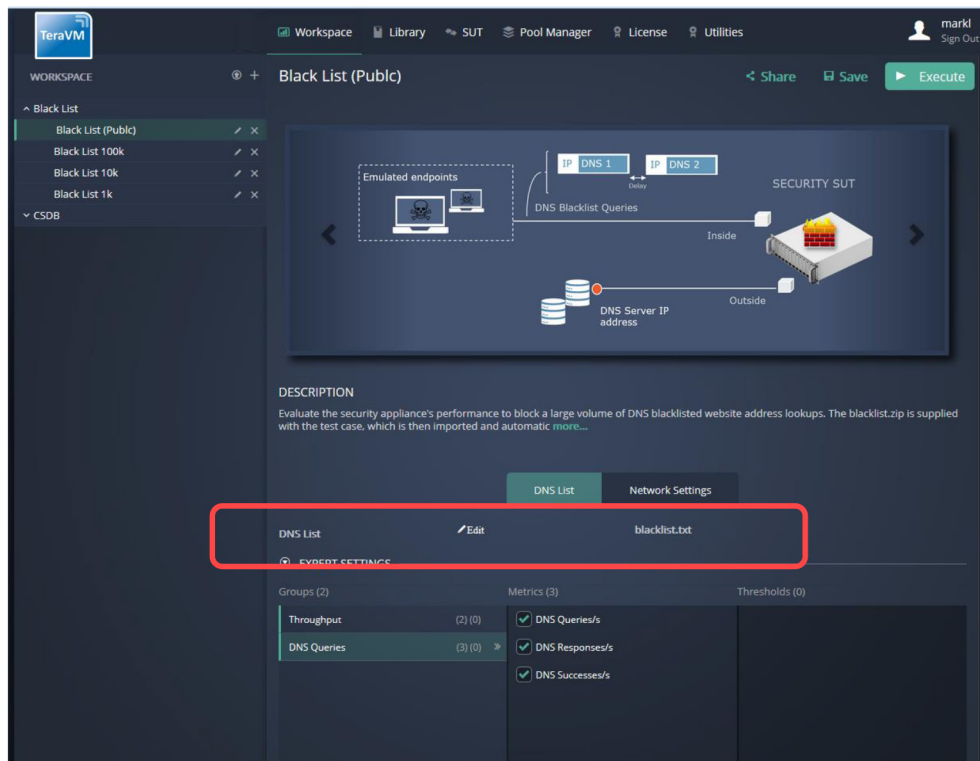 TeraVM
Workspace
Library
SUT
Pool Manager
License
Utilities
markl
Sign Out
WORKSPACE
Black List
Black List (Publc)
Black List 100k
Black List 10k
Black List 1k
CSDB
Black List (Publc)
Share
Save
Execute
Emulated endpoints
IP DNS 1
IP DNS 2
Delay
DNS Blacklist Queries
SECURITY SUT
Inside
Outside
DNS Server IP
address
DESCRIPTION
Evaluate the security appliance's performance to block a large volume of DNS blacklisted website address lookups. The blacklist.zip is supplied
with the test case, which is then imported and automatic more...
DNS List
Network Settings
DNS List
Edit
blacklist.txt
EXPERT SETTINGS
Groups (2)
Metrics (3)
Thresholds (0)
Throughput (2) (0)
DNS Queries (3) (0)
DNS Queries/s
DNS Responses/s
DNS Successes/s